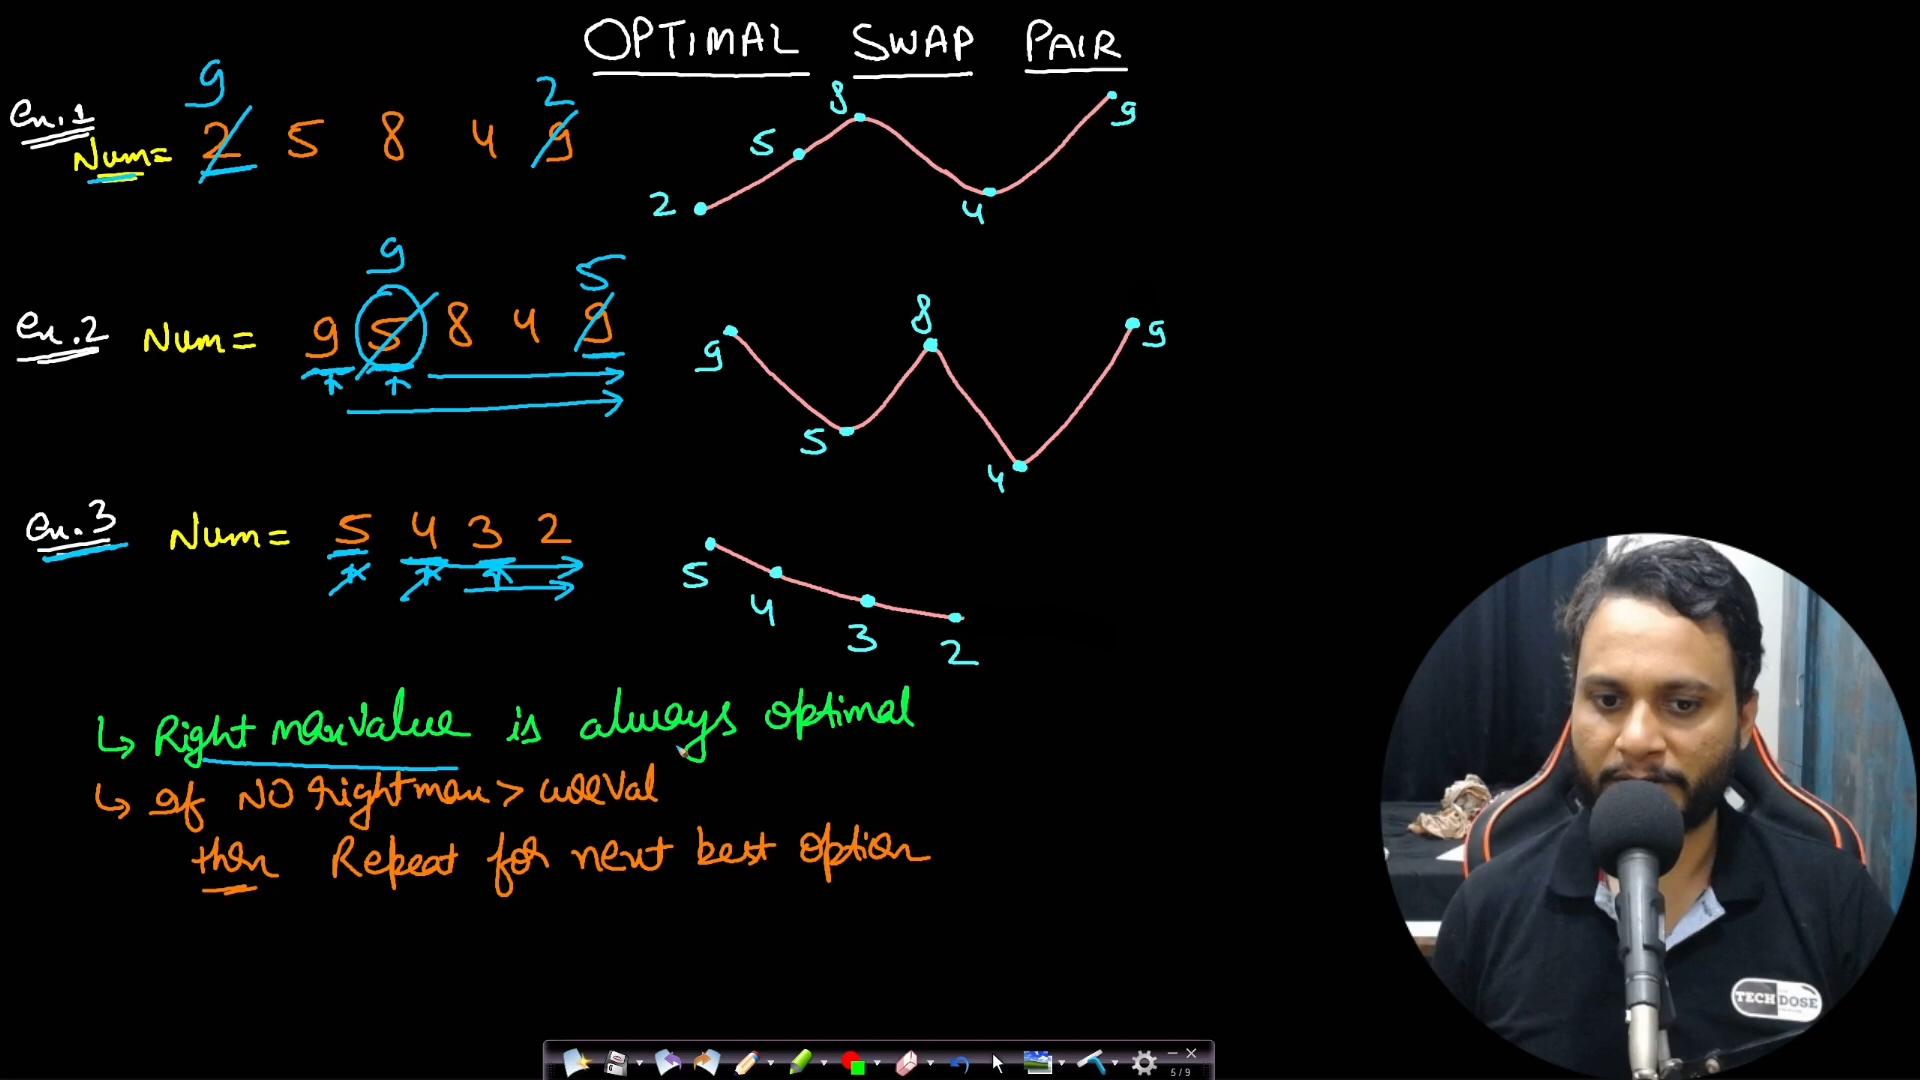 OPTIMAL SWAP PAIR
9 2
ex.1
Num= 2 5 8 4 9
2 5 8 4 9
9 5
ex.2 Num= 9 5 8 4 9
9 5 8 4 9
ex.3 Num= 5 4 3 2
5 4 3 2
↳ Right maxvalue is always optimal
↳ If NO rightmax >
then Repeat for next best option
TECH DOSE
5 / 9